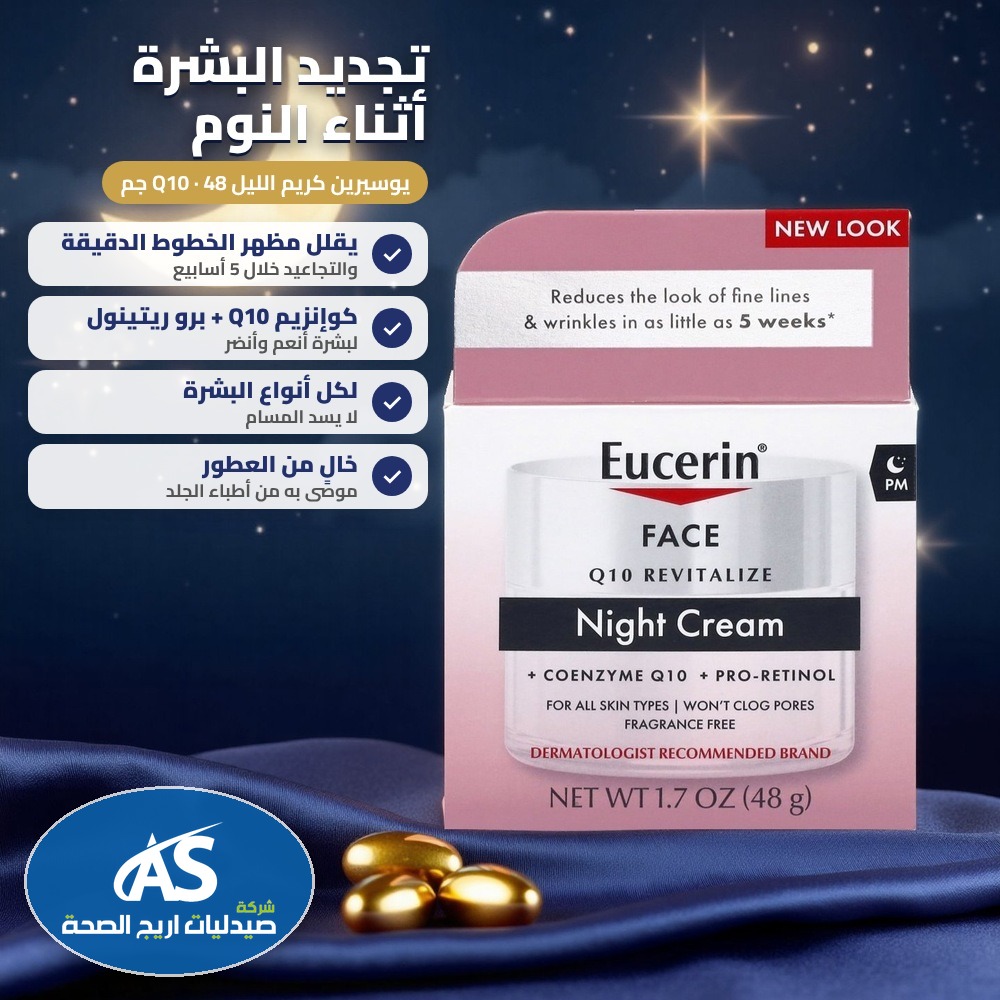 تجديد البشرة
أثناء النوم
يوسيرين كريم الليل Q10 · 48 جم
يقلل مظهر الخطوط الدقيقة
والتجاعيد خلال 5 أسابيع
كوإنزيم Q10 + برو ريتينول
لبشرة أنعم وأنضر
لكل أنواع البشرة
لا يسد المسام
خالٍ من العطور
موصًى به من أطباء الجلد
NEW LOOK
Reduces the look of fine lines
& wrinkles in as little as 5 weeks*
Eucerin®
PM
FACE
Q10 REVITALIZE
Night Cream
+ COENZYME Q10 + PRO-RETINOL
FOR ALL SKIN TYPES | WON'T CLOG PORES
FRAGRANCE FREE
DERMATOLOGIST RECOMMENDED BRAND
NET WT 1.7 OZ (48 g)
AS
شركة
صيدليات اريج الصحة